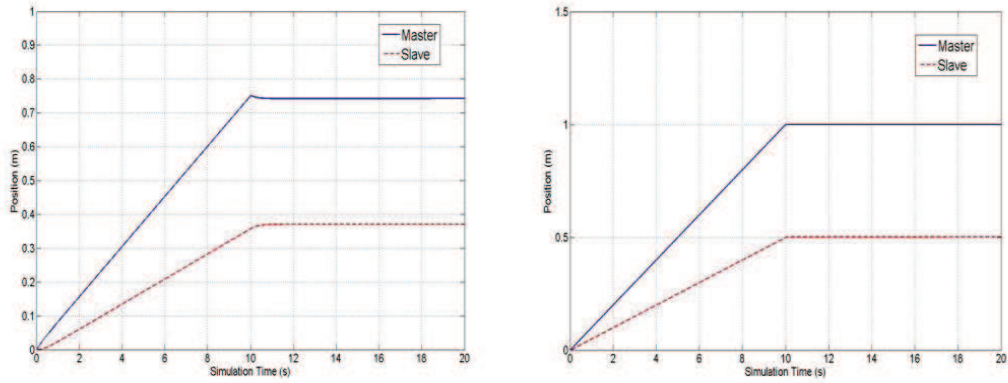 1
0.9
0.8
0.7
0.6
0.5
0.4
0.3
0.2
0.1
0
Position (m)
Master
Slave
0 2 4 6 8 10 12 14 16 18 20
Simulation Time (s)
1.5
1
0.5
0
Position (m)
Master
Slave
0 2 4 6 8 10 12 14 16 18 20
Simulation Time (s)